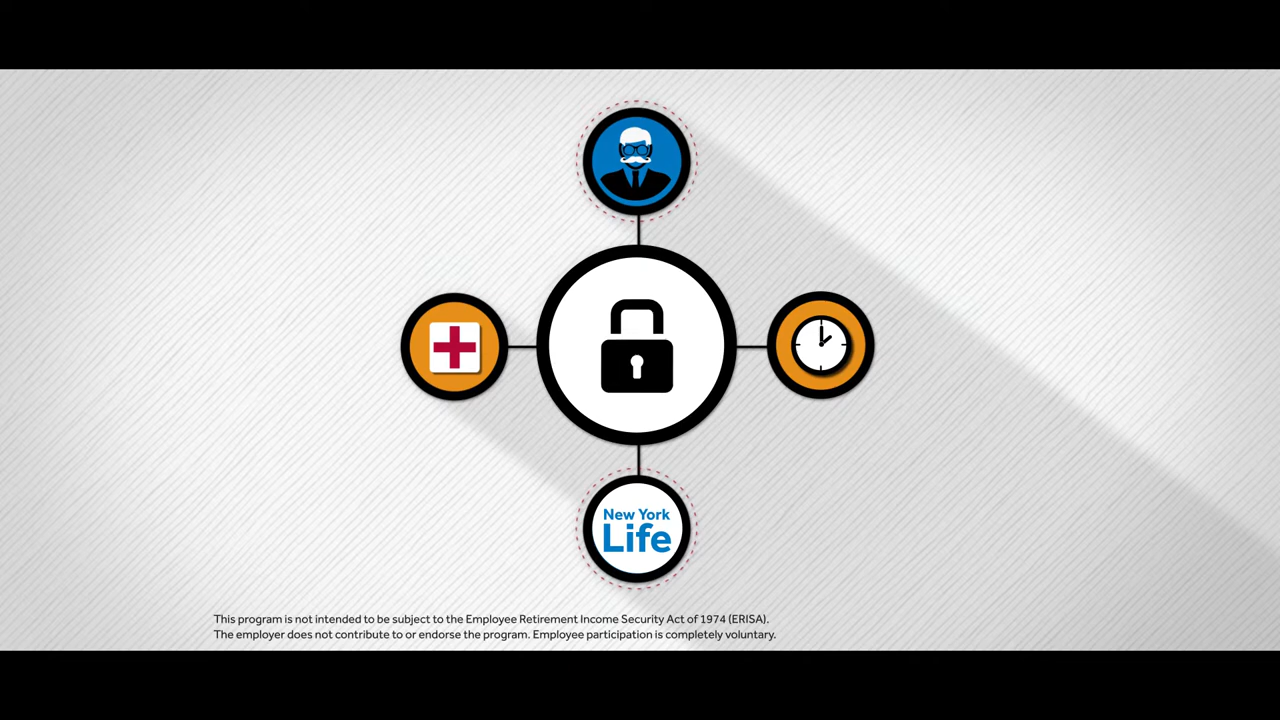 New York
Life
This program is not intended to be subject to the Employee Retirement Income Security Act of 1974 (ERISA).
The employer does not contribute to or endorse the program. Employee participation is completely voluntary.